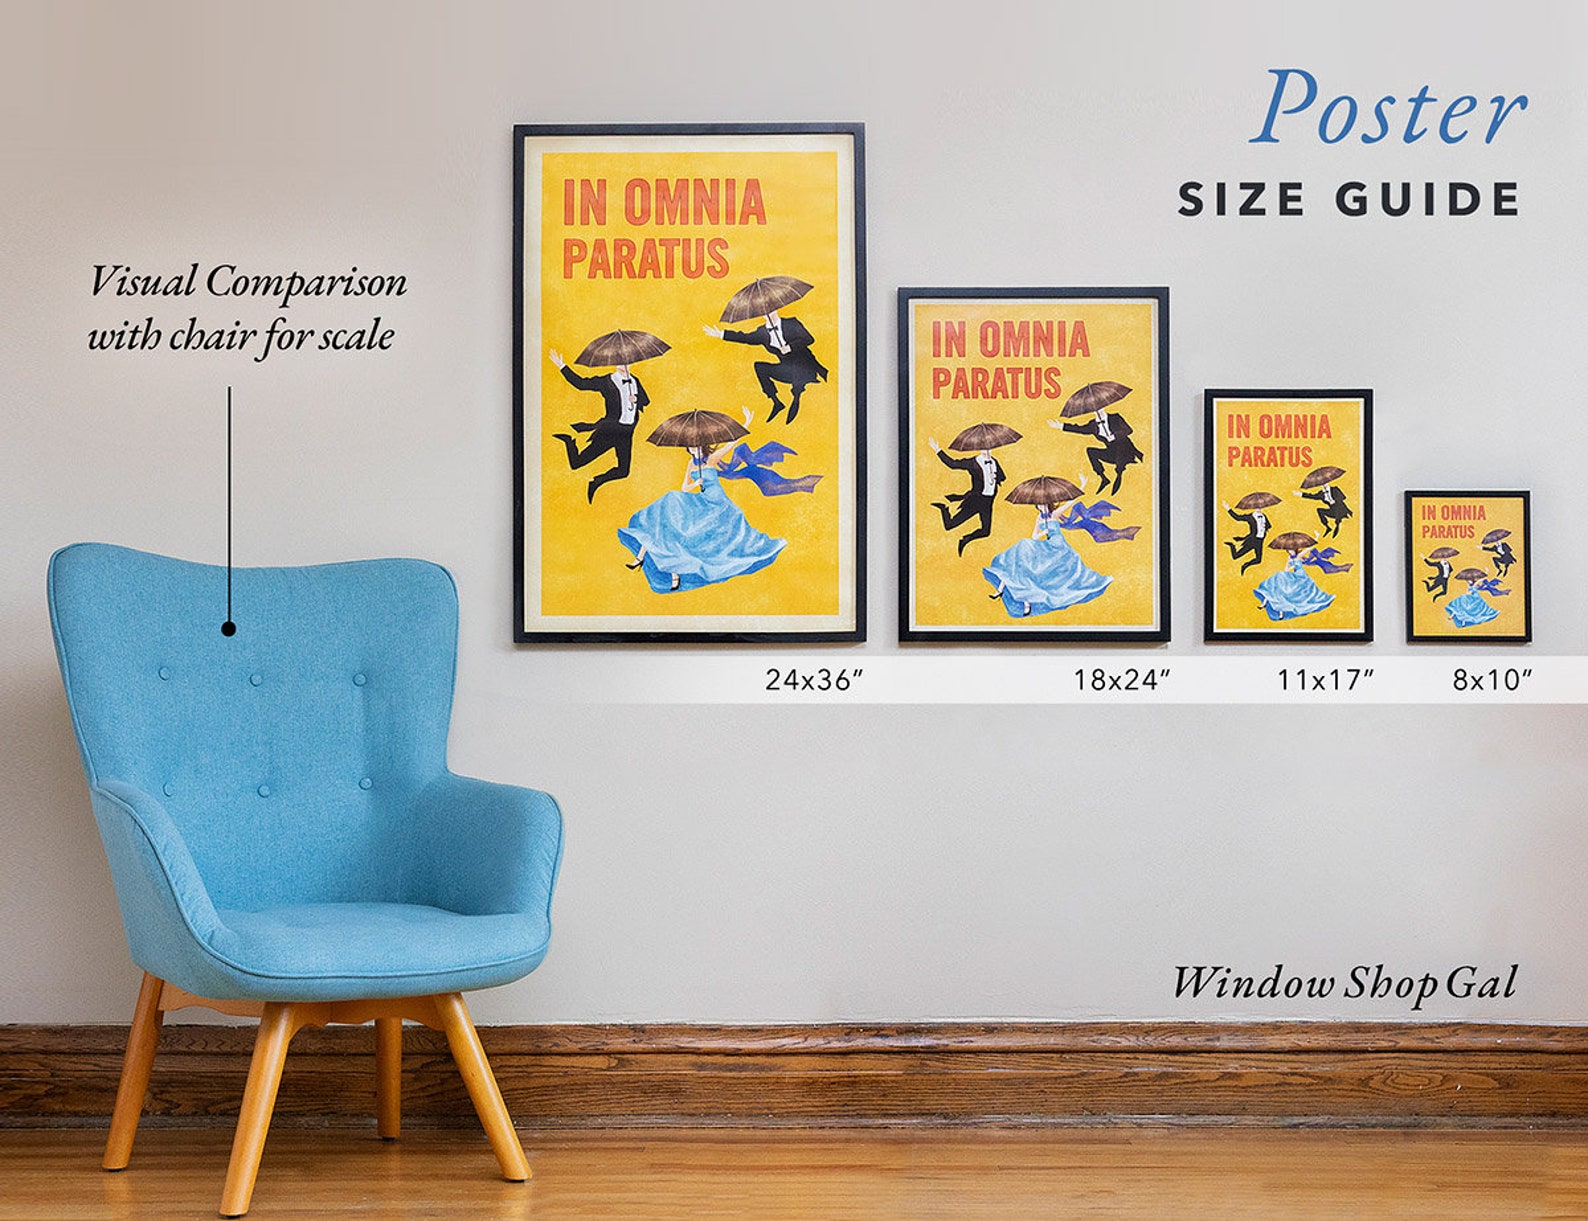 Poster
SIZE GUIDE
Visual Comparison
with chair for scale
IN OMNIA
PARATUS
IN OMNIA
PARATUS
IN OMNIA
PARATUS
IN OMNIA
PARATUS
24x36”
18x24”
11x17”
8x10”
Window Shop Gal